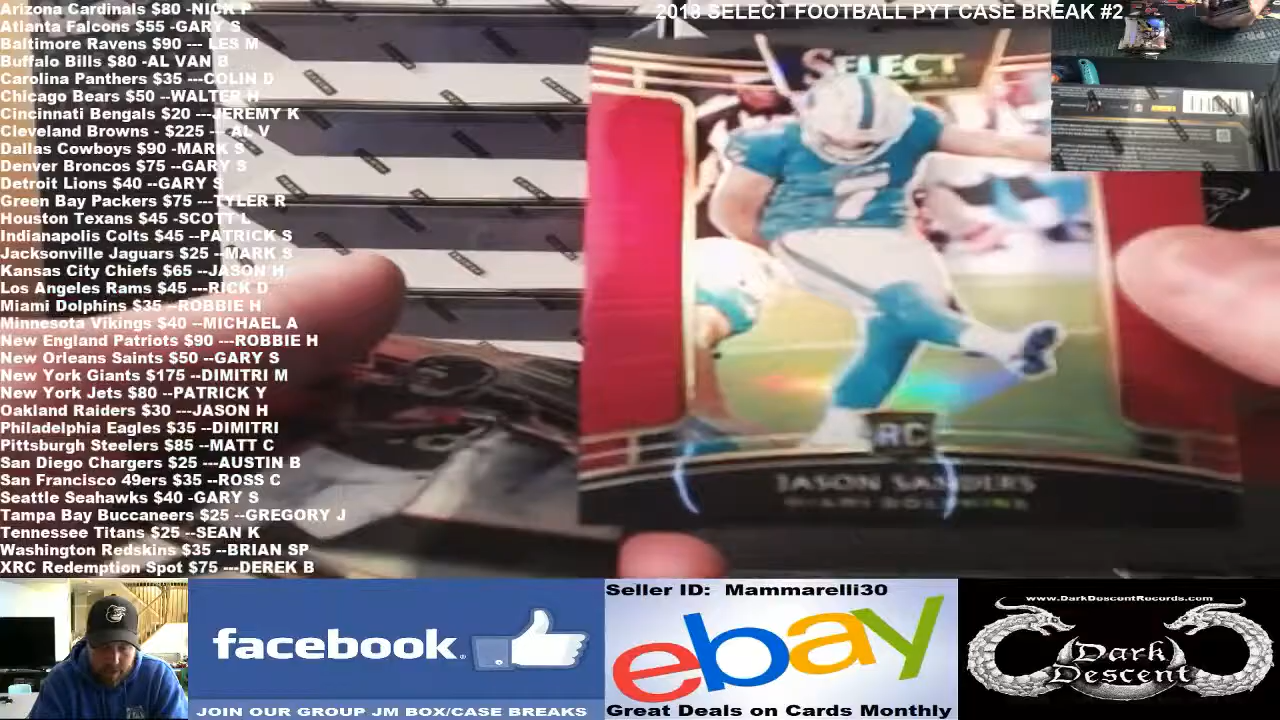 Arizona Cardinals $80 -NICK P
Atlanta Falcons $55 -GARY S
Baltimore Ravens $90 --- LES M
Buffalo Bills $80 -AL VAN B
Carolina Panthers $35 ---COLIN D
Chicago Bears $50 --WALTER H
Cincinnati Bengals $20 ---JEREMY K
Cleveland Browns - $225 --- AL V
Dallas Cowboys $90 -MARK S
Denver Broncos $75 --GARY S
Detroit Lions $40 --GARY S
Green Bay Packers $75 ---TYLER R
Houston Texans $45 -SCOTT L
Indianapolis Colts $45 --PATRICK S
Jacksonville Jaguars $25 --MARK S
Kansas City Chiefs $65 --JASON H
Los Angeles Rams $45 ---RICK D
Miami Dolphins $35 --ROBBIE H
Minnesota Vikings $40 --MICHAEL A
New England Patriots $90 ---ROBBIE H
New Orleans Saints $50 --GARY S
New York Giants $175 --DIMITRI M
New York Jets $80 --PATRICK Y
Oakland Raiders $30 ---JASON H
Philadelphia Eagles $35 --DIMITRI
Pittsburgh Steelers $85 --MATT C
San Diego Chargers $25 ---AUSTIN B
San Francisco 49ers $35 --ROSS C
Seattle Seahawks $40 -GARY S
Tampa Bay Buccaneers $25 --GREGORY J
Tennessee Titans $25 --SEAN K
Washington Redskins $35 --BRIAN SP
XRC Redemption Spot $75 ---DEREK B
2018 SELECT FOOTBALL PYT CASE BREAK #2
SELECT
7
RC
JASON SANDERS
MIAMI DOLPHINS
facebook
JOIN OUR GROUP JM BOX/CASE BREAKS
Seller ID: Mammarelli30
ebay
Great Deals on Cards Monthly
www.DarkDescentRecords.com
Dark
Descent